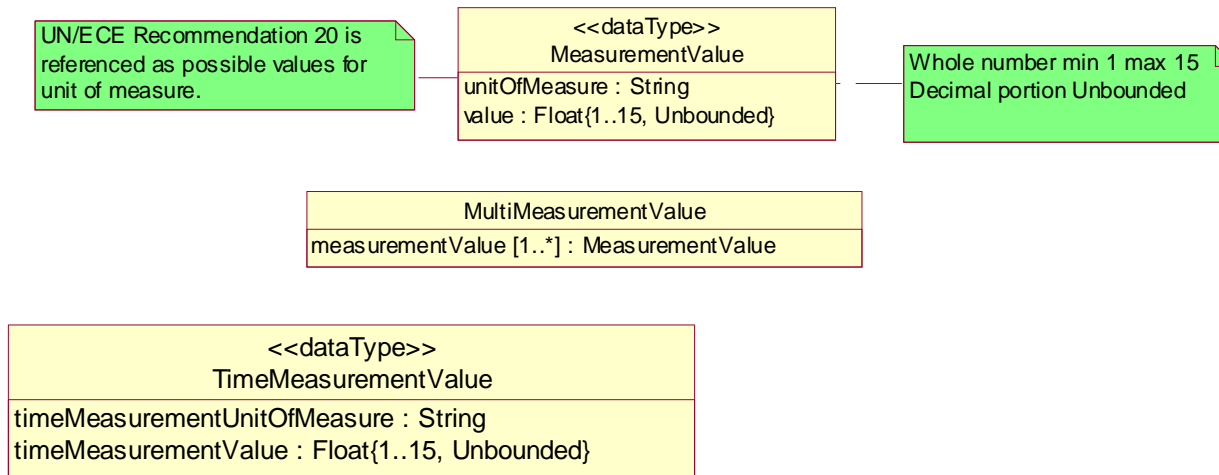 UN/ECE Recommendation 20 is
referenced as possible values for
unit of measure.
<<dataType>>
MeasurementValue
unitOfMeasure : String
value : Float{1..15, Unbounded}
Whole number min 1 max 15
Decimal portion Unbounded
MultiMeasurementValue
measurementValue [1..*] : MeasurementValue
<<dataType>>
TimeMeasurementValue
timeMeasurementUnitOfMeasure : String
timeMeasurementValue : Float{1..15, Unbounded}